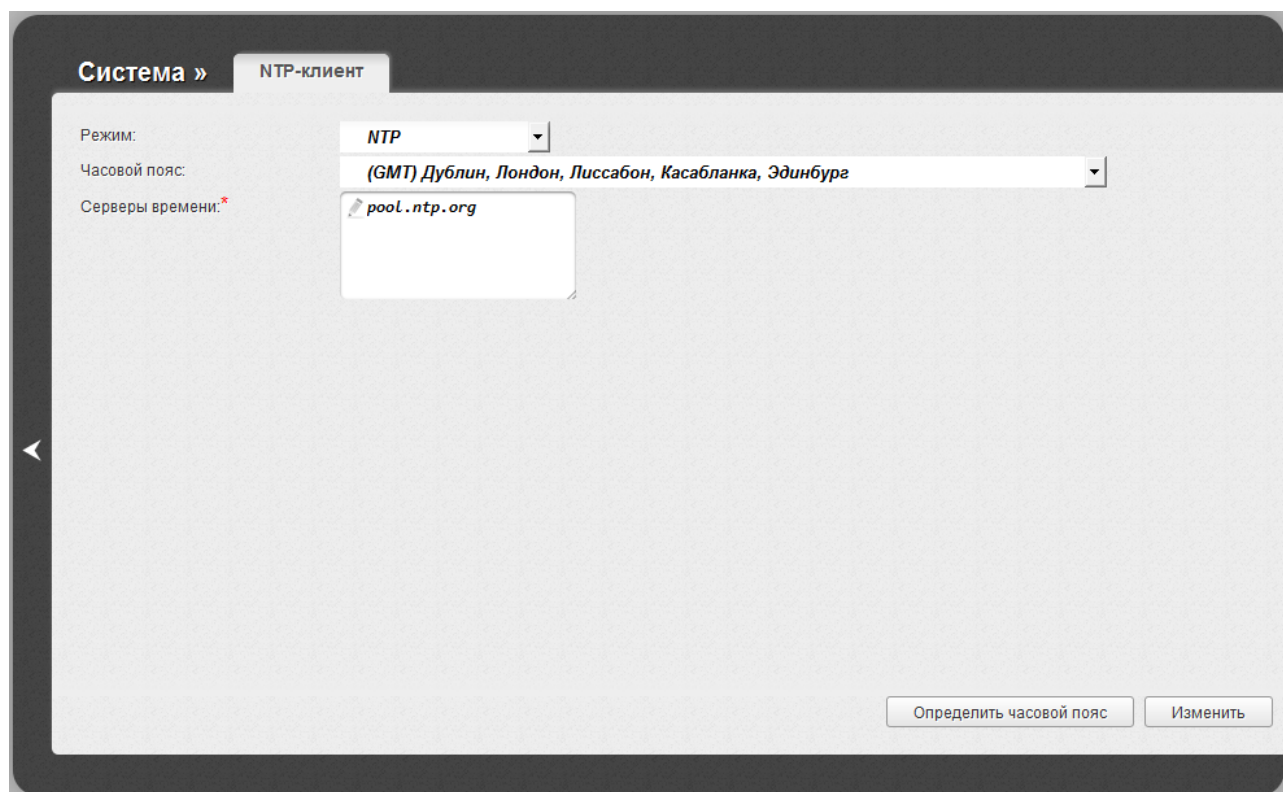 Система »
NTP-клиент
Режим: NTP
Часовой пояс: (GMT) Дублин, Лондон, Лиссабон, Касабланка, Эдинбург
Серверы времени:* pool.ntp.org
Определить часовой пояс
Изменить